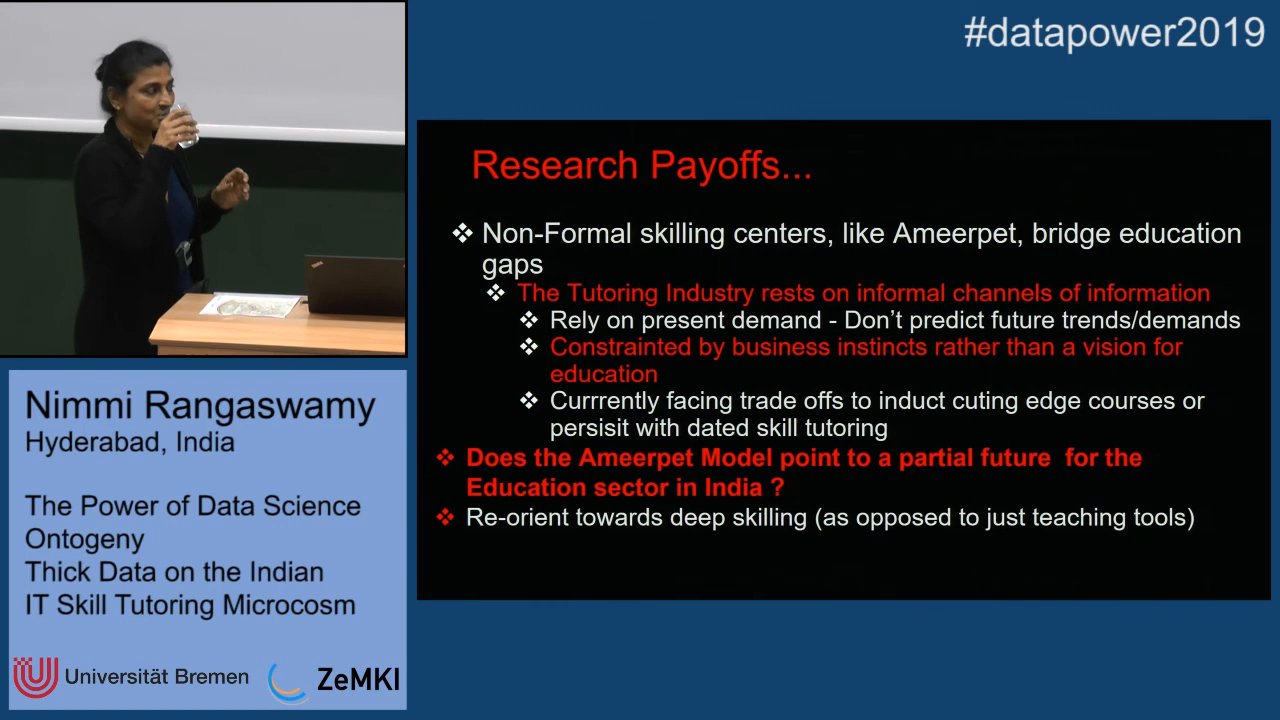 #datapower2019
Research Payoffs...
❖ Non-Formal skilling centers, like Ameerpet, bridge education
gaps
❖ The Tutoring Industry rests on informal channels of information
❖ Rely on present demand - Don't predict future trends/demands
❖ Constrainted by business instincts rather than a vision for
education
❖ Currrently facing trade offs to induct cuting edge courses or
persisit with dated skill tutoring
❖ Does the Ameerpet Model point to a partial future for the
Education sector in India ?
❖ Re-orient towards deep skilling (as opposed to just teaching tools)
Nimmi Rangaswamy
Hyderabad, India
The Power of Data Science
Ontogeny
Thick Data on the Indian
IT Skill Tutoring Microcosm
Universität Bremen
ZeMKI